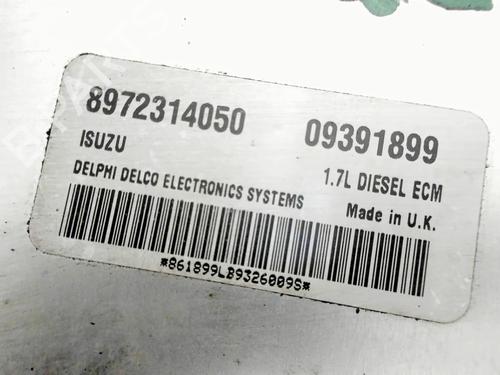 8972314050 09391899
ISUZU 1.7L DIESEL ECM
DELPHI DELCO ELECTRONICS SYSTEMS Made in U.K.
*861899LB9326009S*